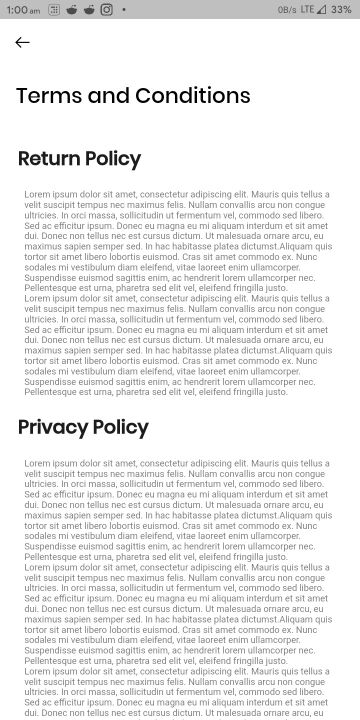 1:00 am 0B/s LTE 33%
Terms and Conditions
Return Policy
Lorem ipsum dolor sit amet, consectetur adipiscing elit. Mauris quis tellus a
velit suscipit tempus nec maximus felis. Nullam convallis arcu non congue
ultricies. In orci massa, sollicitudin ut fermentum vel, commodo sed libero.
Sed ac efficitur ipsum. Donec eu magna eu mi aliquam interdum et sit amet
dui. Donec non tellus nec est cursus dictum. Ut malesuada ornare arcu, eu
maximus sapien semper sed. In hac habitasse platea dictumst.Aliquam quis
tortor sit amet libero lobortis euismod. Cras sit amet commodo ex. Nunc
sodales mi vestibulum diam eleifend, vitae laoreet enim ullamcorper.
Suspendisse euismod sagittis enim, ac hendrerit lorem ullamcorper nec.
Pellentesque est urna, pharetra sed elit vel, eleifend fringilla justo.
Lorem ipsum dolor sit amet, consectetur adipiscing elit. Mauris quis tellus a
velit suscipit tempus nec maximus felis. Nullam convallis arcu non congue
ultricies. In orci massa, sollicitudin ut fermentum vel, commodo sed libero.
Sed ac efficitur ipsum. Donec eu magna eu mi aliquam interdum et sit amet
dui. Donec non tellus nec est cursus dictum. Ut malesuada ornare arcu, eu
maximus sapien semper sed. In hac habitasse platea dictumst.Aliquam quis
tortor sit amet libero lobortis euismod. Cras sit amet commodo ex. Nunc
sodales mi vestibulum diam eleifend, vitae laoreet enim ullamcorper.
Suspendisse euismod sagittis enim, ac hendrerit lorem ullamcorper nec.
Pellentesque est urna, pharetra sed elit vel, eleifend fringilla justo.
Privacy Policy
Lorem ipsum dolor sit amet, consectetur adipiscing elit. Mauris quis tellus a
velit suscipit tempus nec maximus felis. Nullam convallis arcu non congue
ultricies. In orci massa, sollicitudin ut fermentum vel, commodo sed libero.
Sed ac efficitur ipsum. Donec eu magna eu mi aliquam interdum et sit amet
dui. Donec non tellus nec est cursus dictum. Ut malesuada ornare arcu, eu
maximus sapien semper sed. In hac habitasse platea dictumst.Aliquam quis
tortor sit amet libero lobortis euismod. Cras sit amet commodo ex. Nunc
sodales mi vestibulum diam eleifend, vitae laoreet enim ullamcorper.
Suspendisse euismod sagittis enim, ac hendrerit lorem ullamcorper nec.
Pellentesque est urna, pharetra sed elit vel, eleifend fringilla justo.
Lorem ipsum dolor sit amet, consectetur adipiscing elit. Mauris quis tellus a
velit suscipit tempus nec maximus felis. Nullam convallis arcu non congue
ultricies. In orci massa, sollicitudin ut fermentum vel, commodo sed libero.
Sed ac efficitur ipsum. Donec eu magna eu mi aliquam interdum et sit amet
dui. Donec non tellus nec est cursus dictum. Ut malesuada ornare arcu, eu
maximus sapien semper sed. In hac habitasse platea dictumst.Aliquam quis
tortor sit amet libero lobortis euismod. Cras sit amet commodo ex. Nunc
sodales mi vestibulum diam eleifend, vitae laoreet enim ullamcorper.
Suspendisse euismod sagittis enim, ac hendrerit lorem ullamcorper nec.
Pellentesque est urna, pharetra sed elit vel, eleifend fringilla justo.
Lorem ipsum dolor sit amet, consectetur adipiscing elit. Mauris quis tellus a
velit suscipit tempus nec maximus felis. Nullam convallis arcu non congue
ultricies. In orci massa, sollicitudin ut fermentum vel, commodo sed libero.
Sed ac efficitur ipsum. Donec eu magna eu mi aliquam interdum et sit amet
dui. Donec non tellus nec est cursus dictum. Ut malesuada ornare arcu, eu